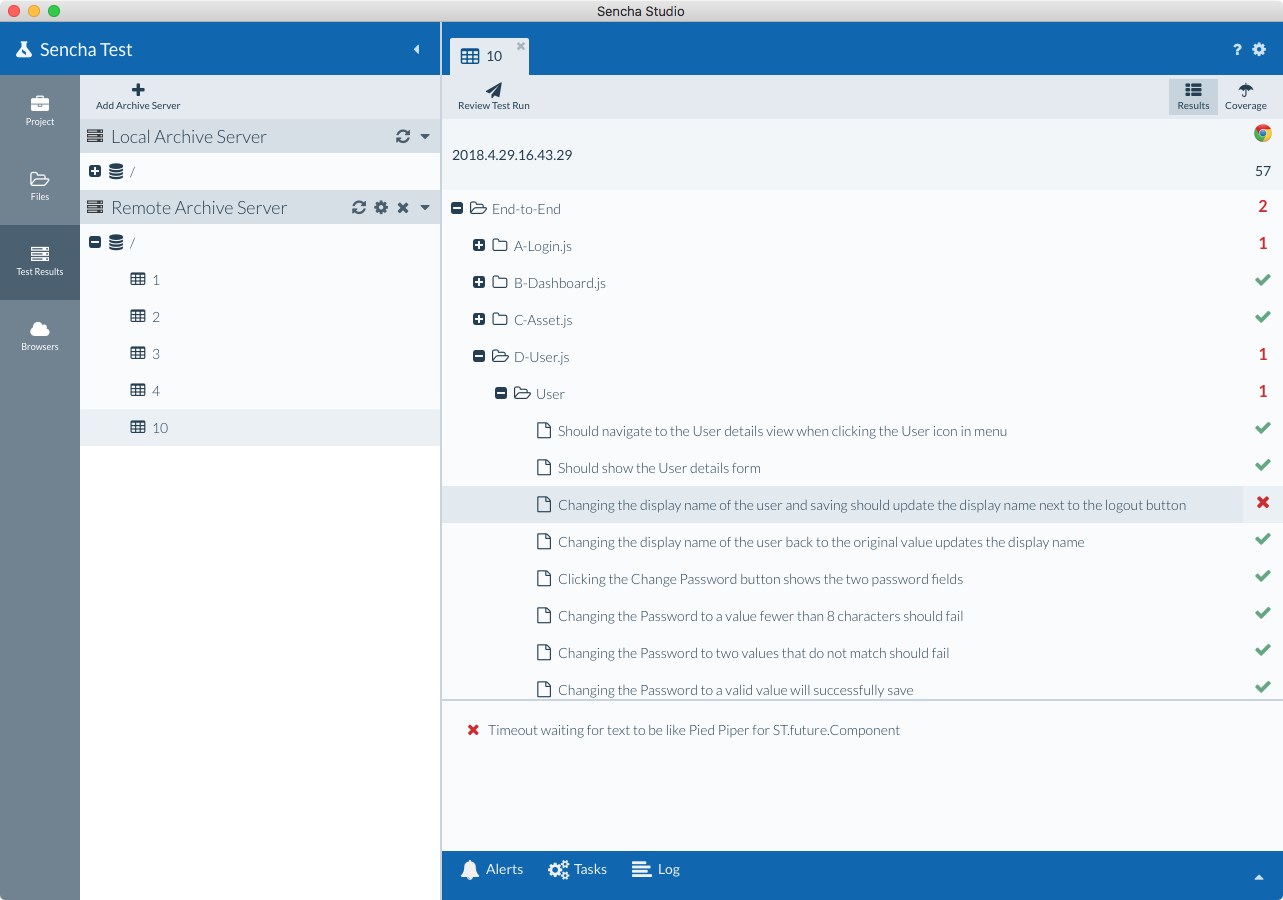 Sencha Studio
Sencha Test
10
?
Project
Files
Test Results
Browsers
Add Archive Server
Local Archive Server
/
Remote Archive Server
/
1
2
3
4
10
Review Test Run
Results
Coverage
2018.4.29.16.43.29
57
End-to-End 2
A-Login.js 1
B-Dashboard.js
C-Asset.js
D-User.js 1
User 1
Should navigate to the User details view when clicking the User icon in menu
Should show the User details form
Changing the display name of the user and saving should update the display name next to the logout button
Changing the display name of the user back to the original value updates the display name
Clicking the Change Password button shows the two password fields
Changing the Password to a value fewer than 8 characters should fail
Changing the Password to two values that do not match should fail
Changing the Password to a valid value will successfully save
Timeout waiting for text to be like Pied Piper for ST.future.Component
Alerts
Tasks
Log